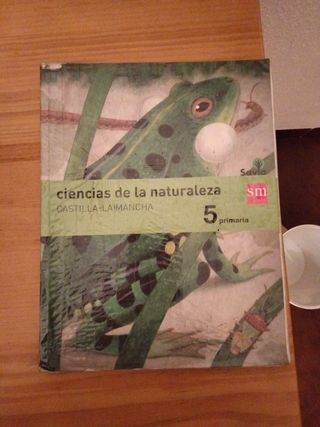 Savia
ciencias de la naturaleza
sm
CASTILLA-LA MANCHA
5 primaria